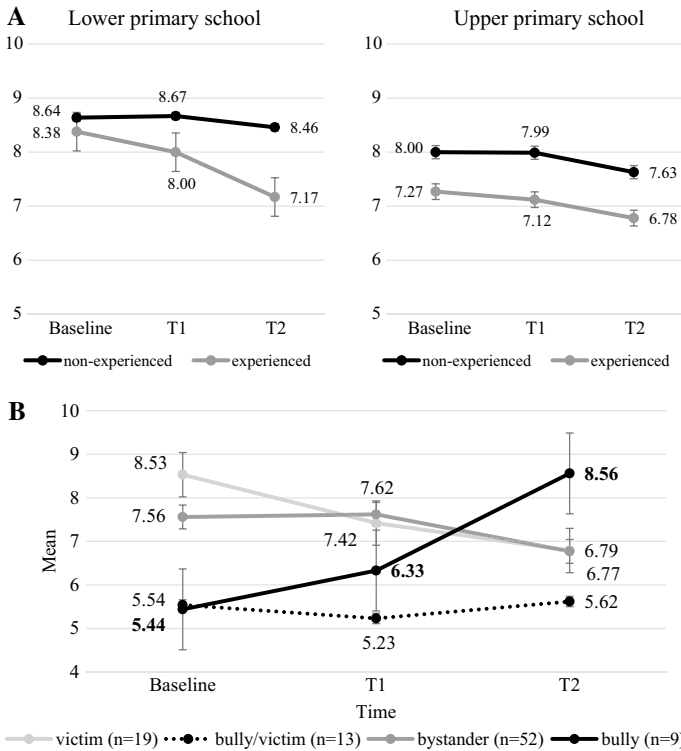 A
Lower primary school
Upper primary school
10
9
8
7
6
5
8.64
8.38
8.67
8.00
8.46
7.17
Baseline
T1
T2
non-experienced
experienced
10
9
8
7
6
5
8.00
7.27
7.99
7.12
7.63
6.78
Baseline
T1
T2
non-experienced
experienced
B
10
9
8
7
6
5
4
Mean
8.53
7.56
5.54
5.44
7.62
7.42
6.33
5.23
8.56
6.79
6.77
5.62
Baseline
T1
T2
Time
victim (n=19)
bully/victim (n=13)
bystander (n=52)
bully (n=9)